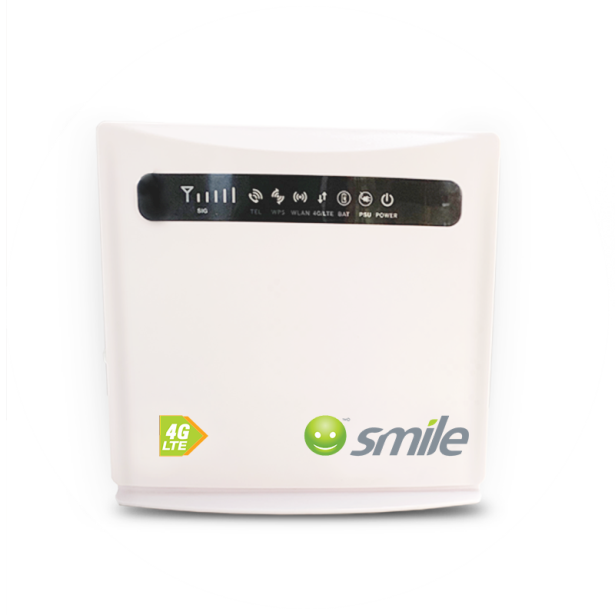 SIG TEL WPS WLAN 4G/LTE BAT PSU POWER
4G
LTE
smile